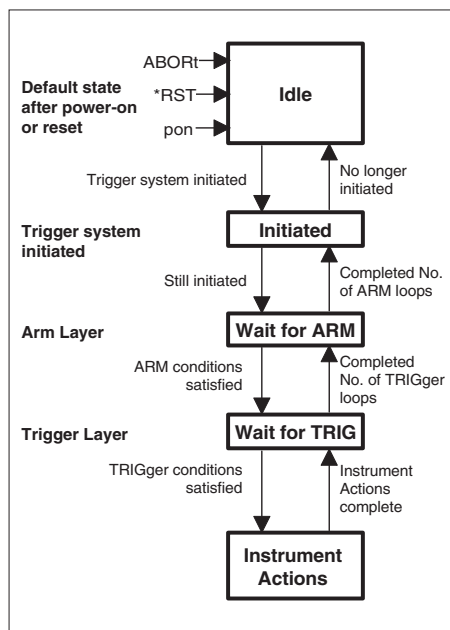 ABORt
*RST
pon
Default state
after power-on
or reset
Idle
Trigger system initiated
No longer
initiated
Trigger system
initiated
Initiated
Still initiated
Completed No.
of ARM loops
Arm Layer
Wait for ARM
ARM conditions
satisfied
Completed
No. of TRIGger
loops
Trigger Layer
Wait for TRIG
TRIGger conditions
satisfied
Instrument
Actions
complete
Instrument
Actions